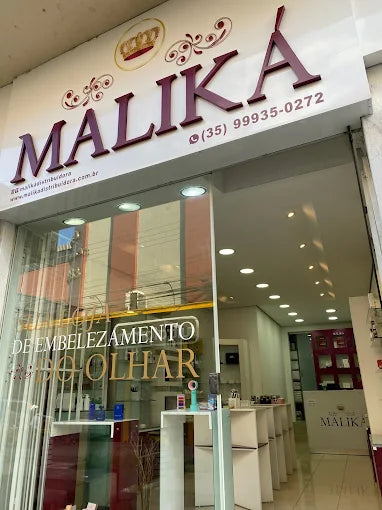 MALIKÁ
(35) 99935-0272
malikadistribuidora
www.malikadistribuidora.com.br
LOJA
DE EMBELEZAMENTO
DO OLHAR
MALIKÁ